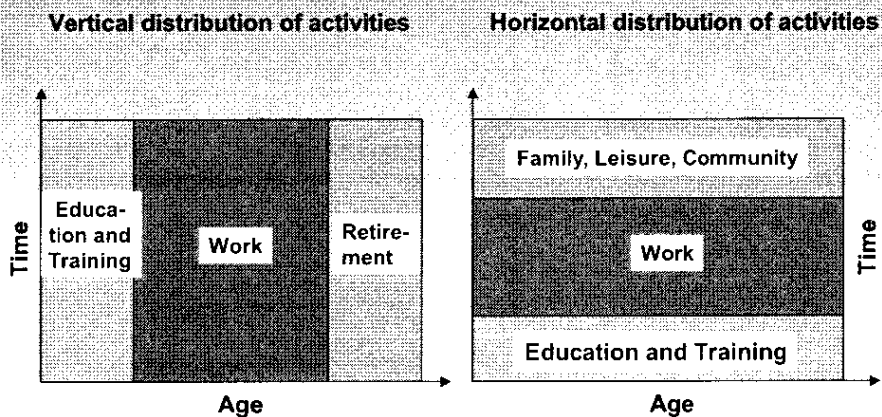 Vertical distribution of activities
Horizontal distribution of activities
Time
Educa-
tion and
Training
Work
Retire-
ment
Age
Family, Leisure, Community
Work
Education and Training
Time
Age